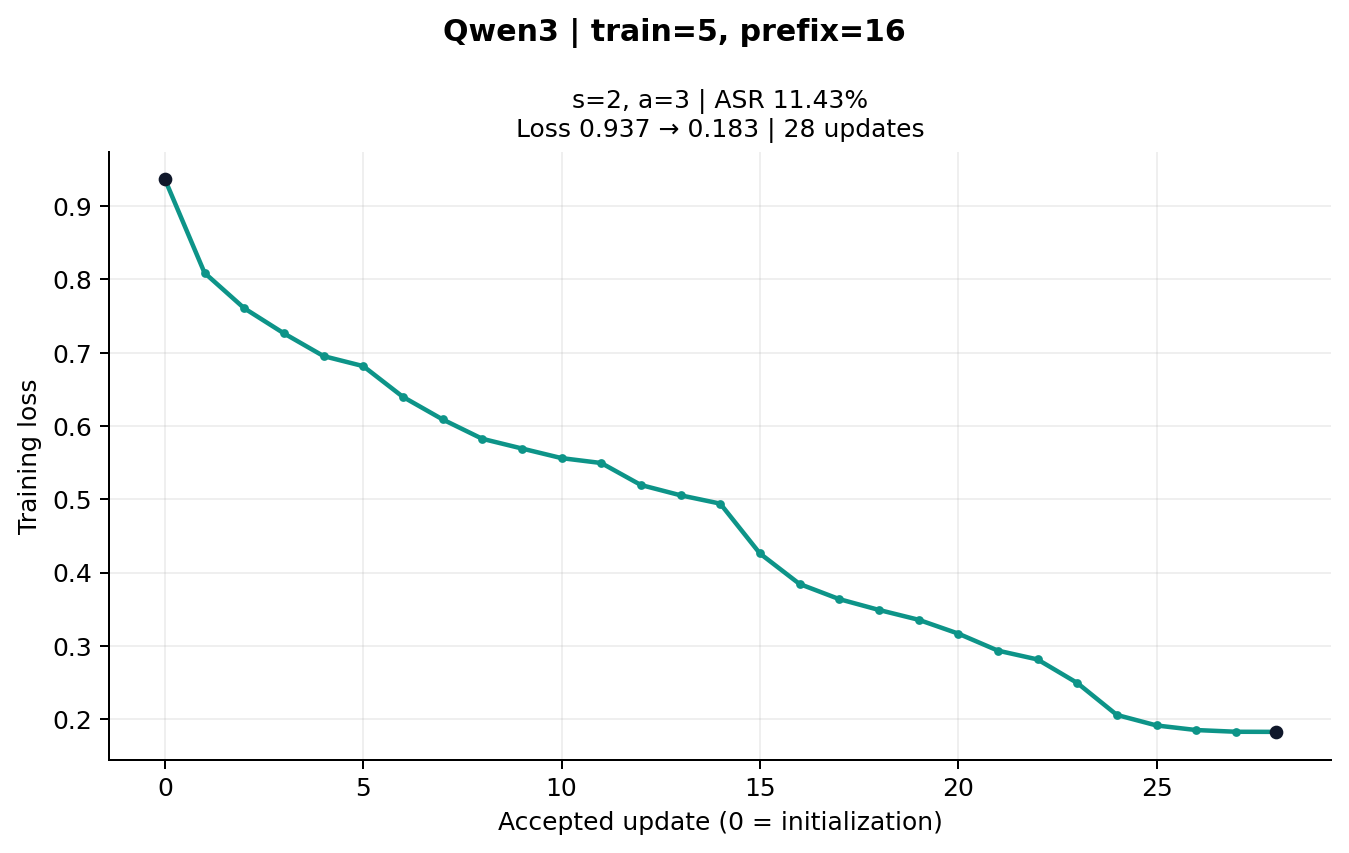 Qwen3 | train=5, prefix=16
s=2, a=3 | ASR 11.43%
Loss 0.937 → 0.183 | 28 updates
Training loss
0.9
0.8
0.7
0.6
0.5
0.4
0.3
0.2
0 5 10 15 20 25
Accepted update (0 = initialization)